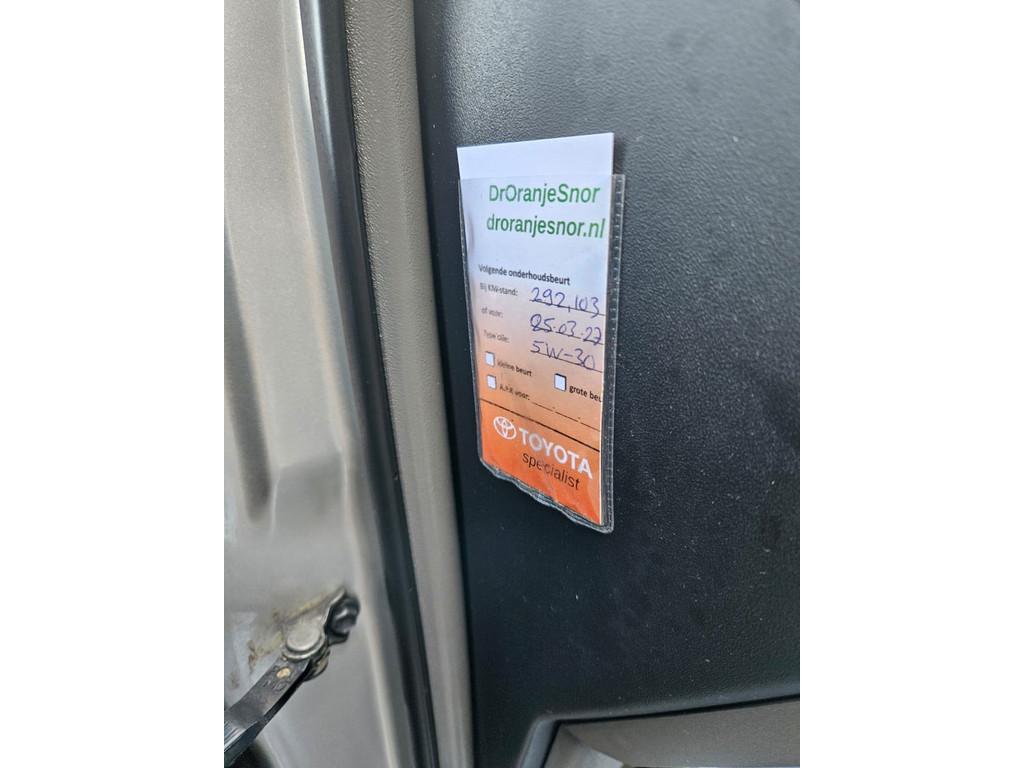 DrOranjeSnor
droranjesnor.nl
Volgende onderhoudsbeurt
Bij KM-stand: 292,103
of voor: 25.03.27
Type olie: 5W-30
kleine beurt grote beu
A.P.K voor:
TOYOTA
specialist